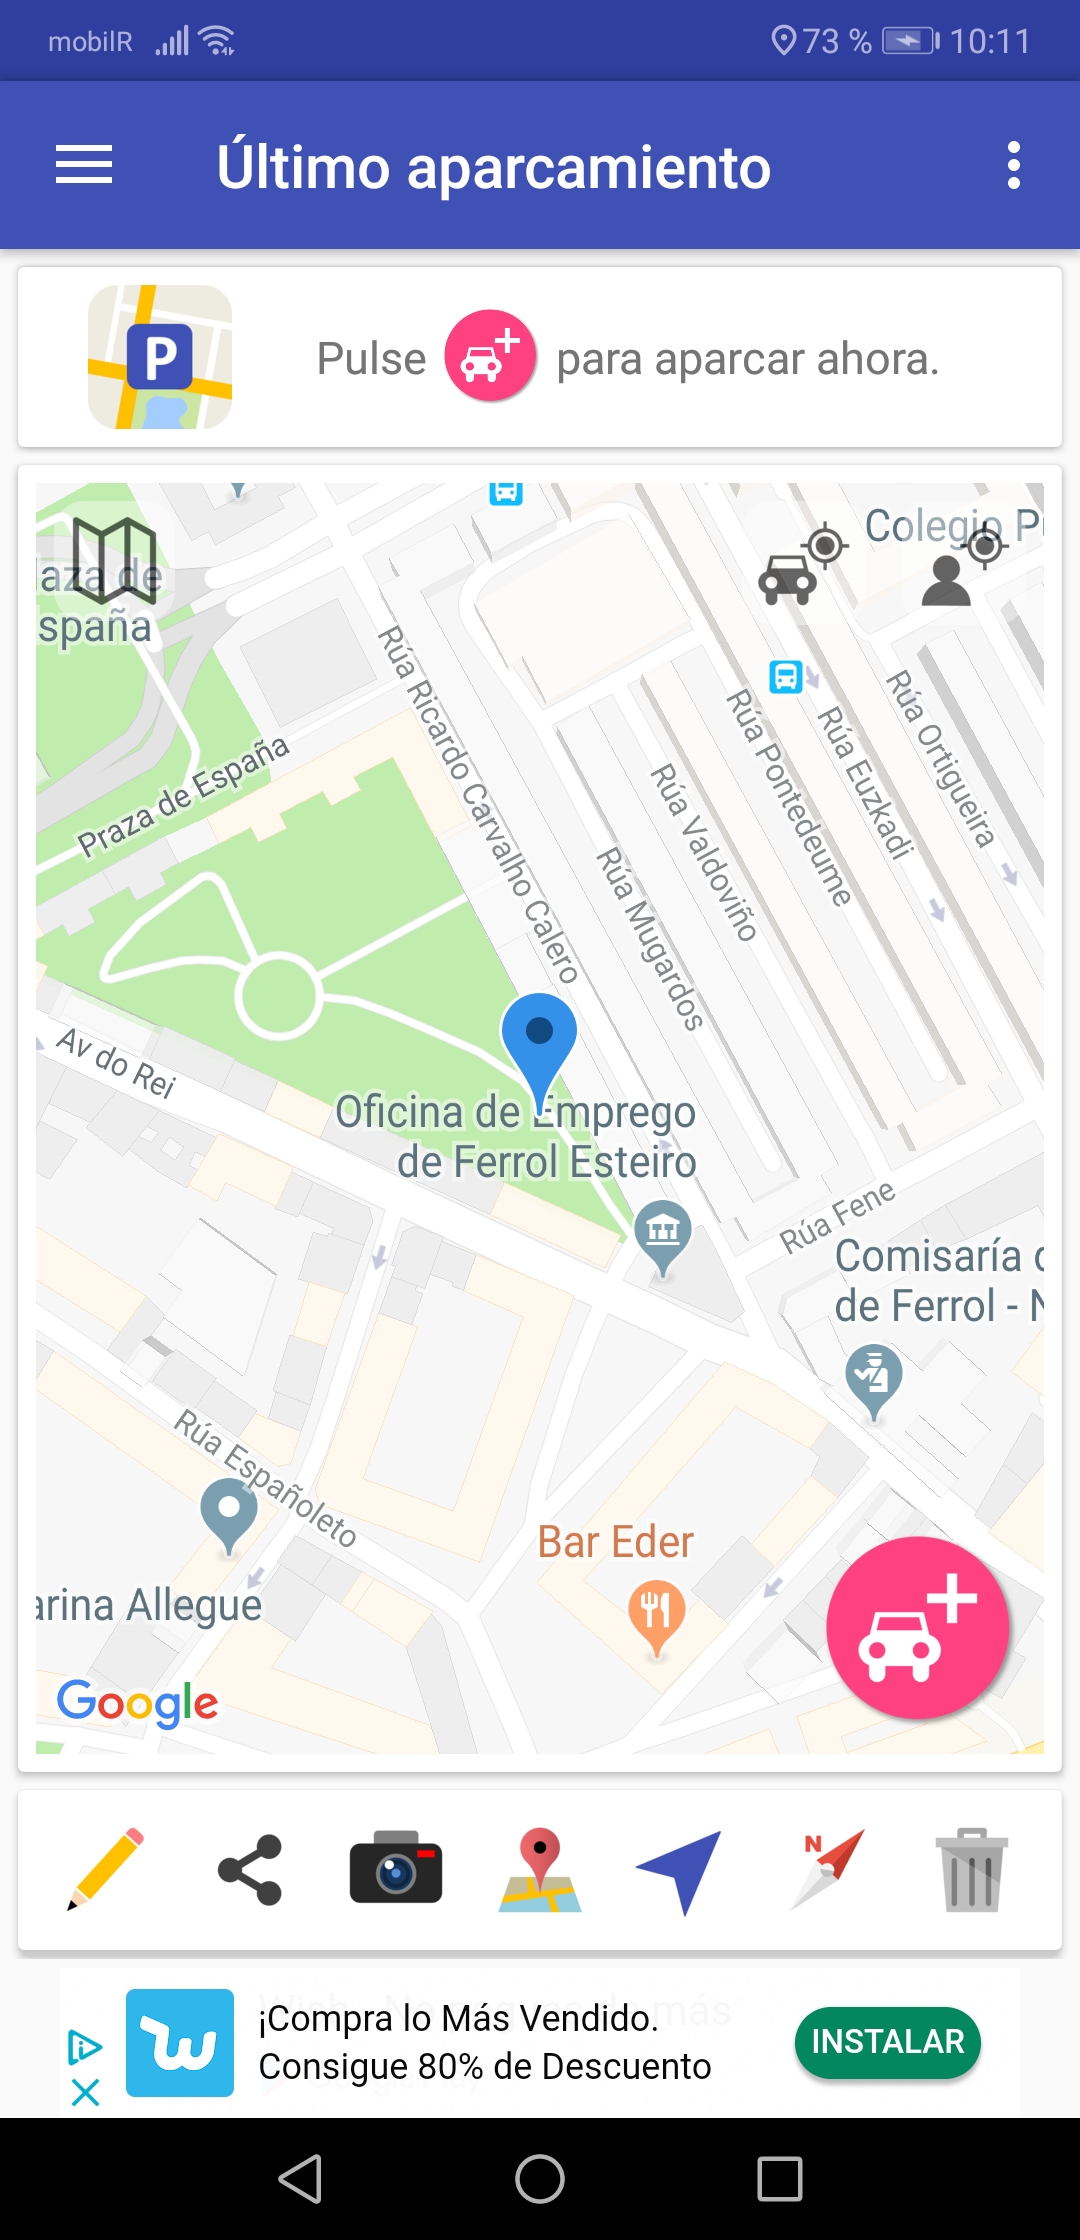 mobilR 73 % 10:11
Último aparcamiento
P
Pulse para aparcar ahora.
Colegio P
aza de
spaña
Rúa Ricardo Carvalho Calero
Praza de España
Rúa Ortigueira
Rúa Euzkadi
Rúa Pontedeume
Rúa Valdoviño
Rúa Mugardos
Av do Rei
Oficina de Emprego
de Ferrol Esteiro
Rúa Fene
Comisaría
de Ferrol - N
Rúa Españoleto
Bar Eder
arina Allegue
Google
N
¡Compra lo Más Vendido.
Consigue 80% de Descuento
INSTALAR